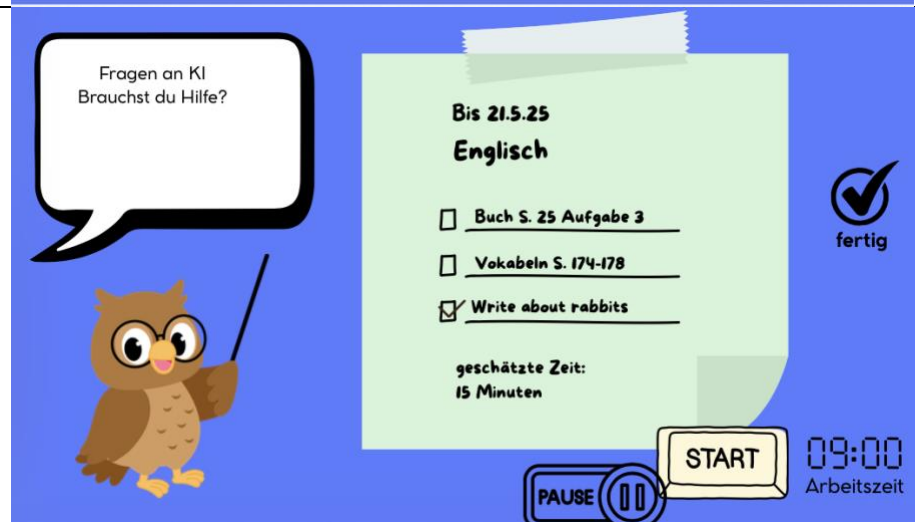 Fragen an KI
Brauchst du Hilfe?
Bis 21.5.25
Englisch
Buch S. 25 Aufgabe 3
Vokabeln S. 174-178
Write about rabbits
geschätzte Zeit:
15 Minuten
fertig
PAUSE
START
09:00
Arbeitszeit